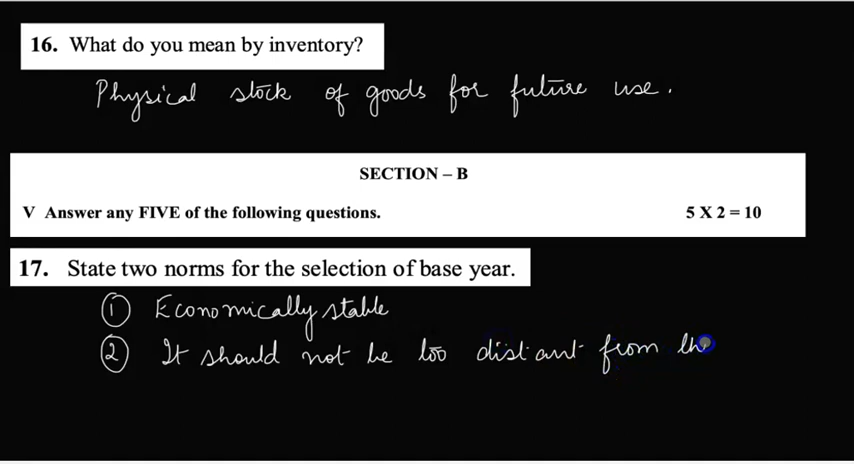 16. What do you mean by inventory?
Physical stock of goods for future use.
SECTION – B
V Answer any FIVE of the following questions. 5 X 2 = 10
17. State two norms for the selection of base year.
① Economically stable
② It should not be too distant from th